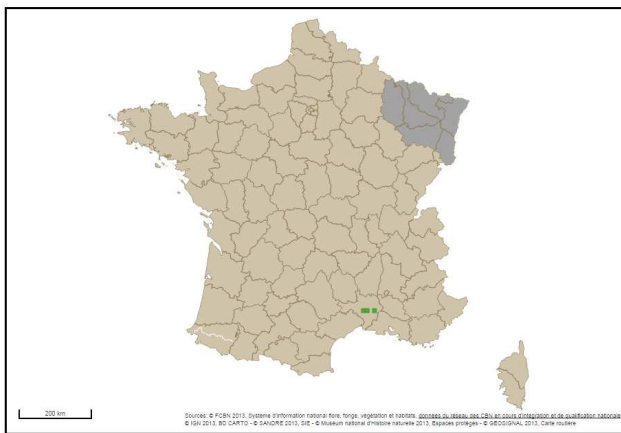 200 km
Sources: © FCBN 2013, Système d'information national flore, fonge, végétation et habitats, données du réseau des CBN en cours d'intégration et de qualification nationale
© IGN 2013, BD CARTO - © SANDRE 2013, SIE - © Muséum national d'Histoire naturelle 2013, Espaces protégés - © GEOSIGNAL 2013, Carte routière